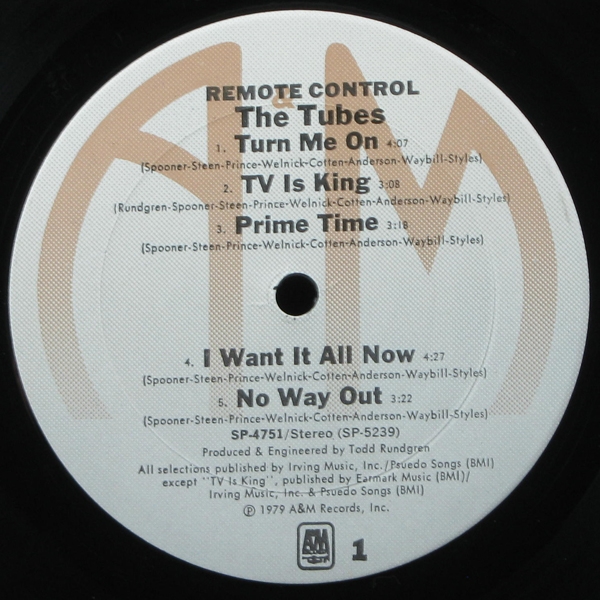 REMOTE CONTROL
The Tubes
1. Turn Me On 4:07
(Spooner-Steen-Prince-Welnick-Cotten-Anderson-Waybill-Styles)
2. TV Is King 3:08
(Rundgren-Spooner-Steen-Prince-Welnick-Cotten-Anderson-Waybill-Styles)
3. Prime Time 3:18
(Spooner-Steen-Prince-Welnick-Cotten-Anderson-Waybill-Styles)
4. I Want It All Now 4:27
(Spooner-Steen-Prince-Welnick-Cotten-Anderson-Waybill-Styles)
5. No Way Out 3:22
(Spooner-Steen-Prince-Welnick-Cotten-Anderson-Waybill-Styles)
SP-4751/Stereo (SP-5239)
Produced & Engineered by Todd Rundgren
All selections published by Irving Music, Inc./Psuedo Songs (BMI)
except "TV Is King", published by Earmark Music (BMI)/
Irving Music, Inc. & Psuedo Songs (BMI)
℗ 1979 A&M Records, Inc.
A&M 1
A&M